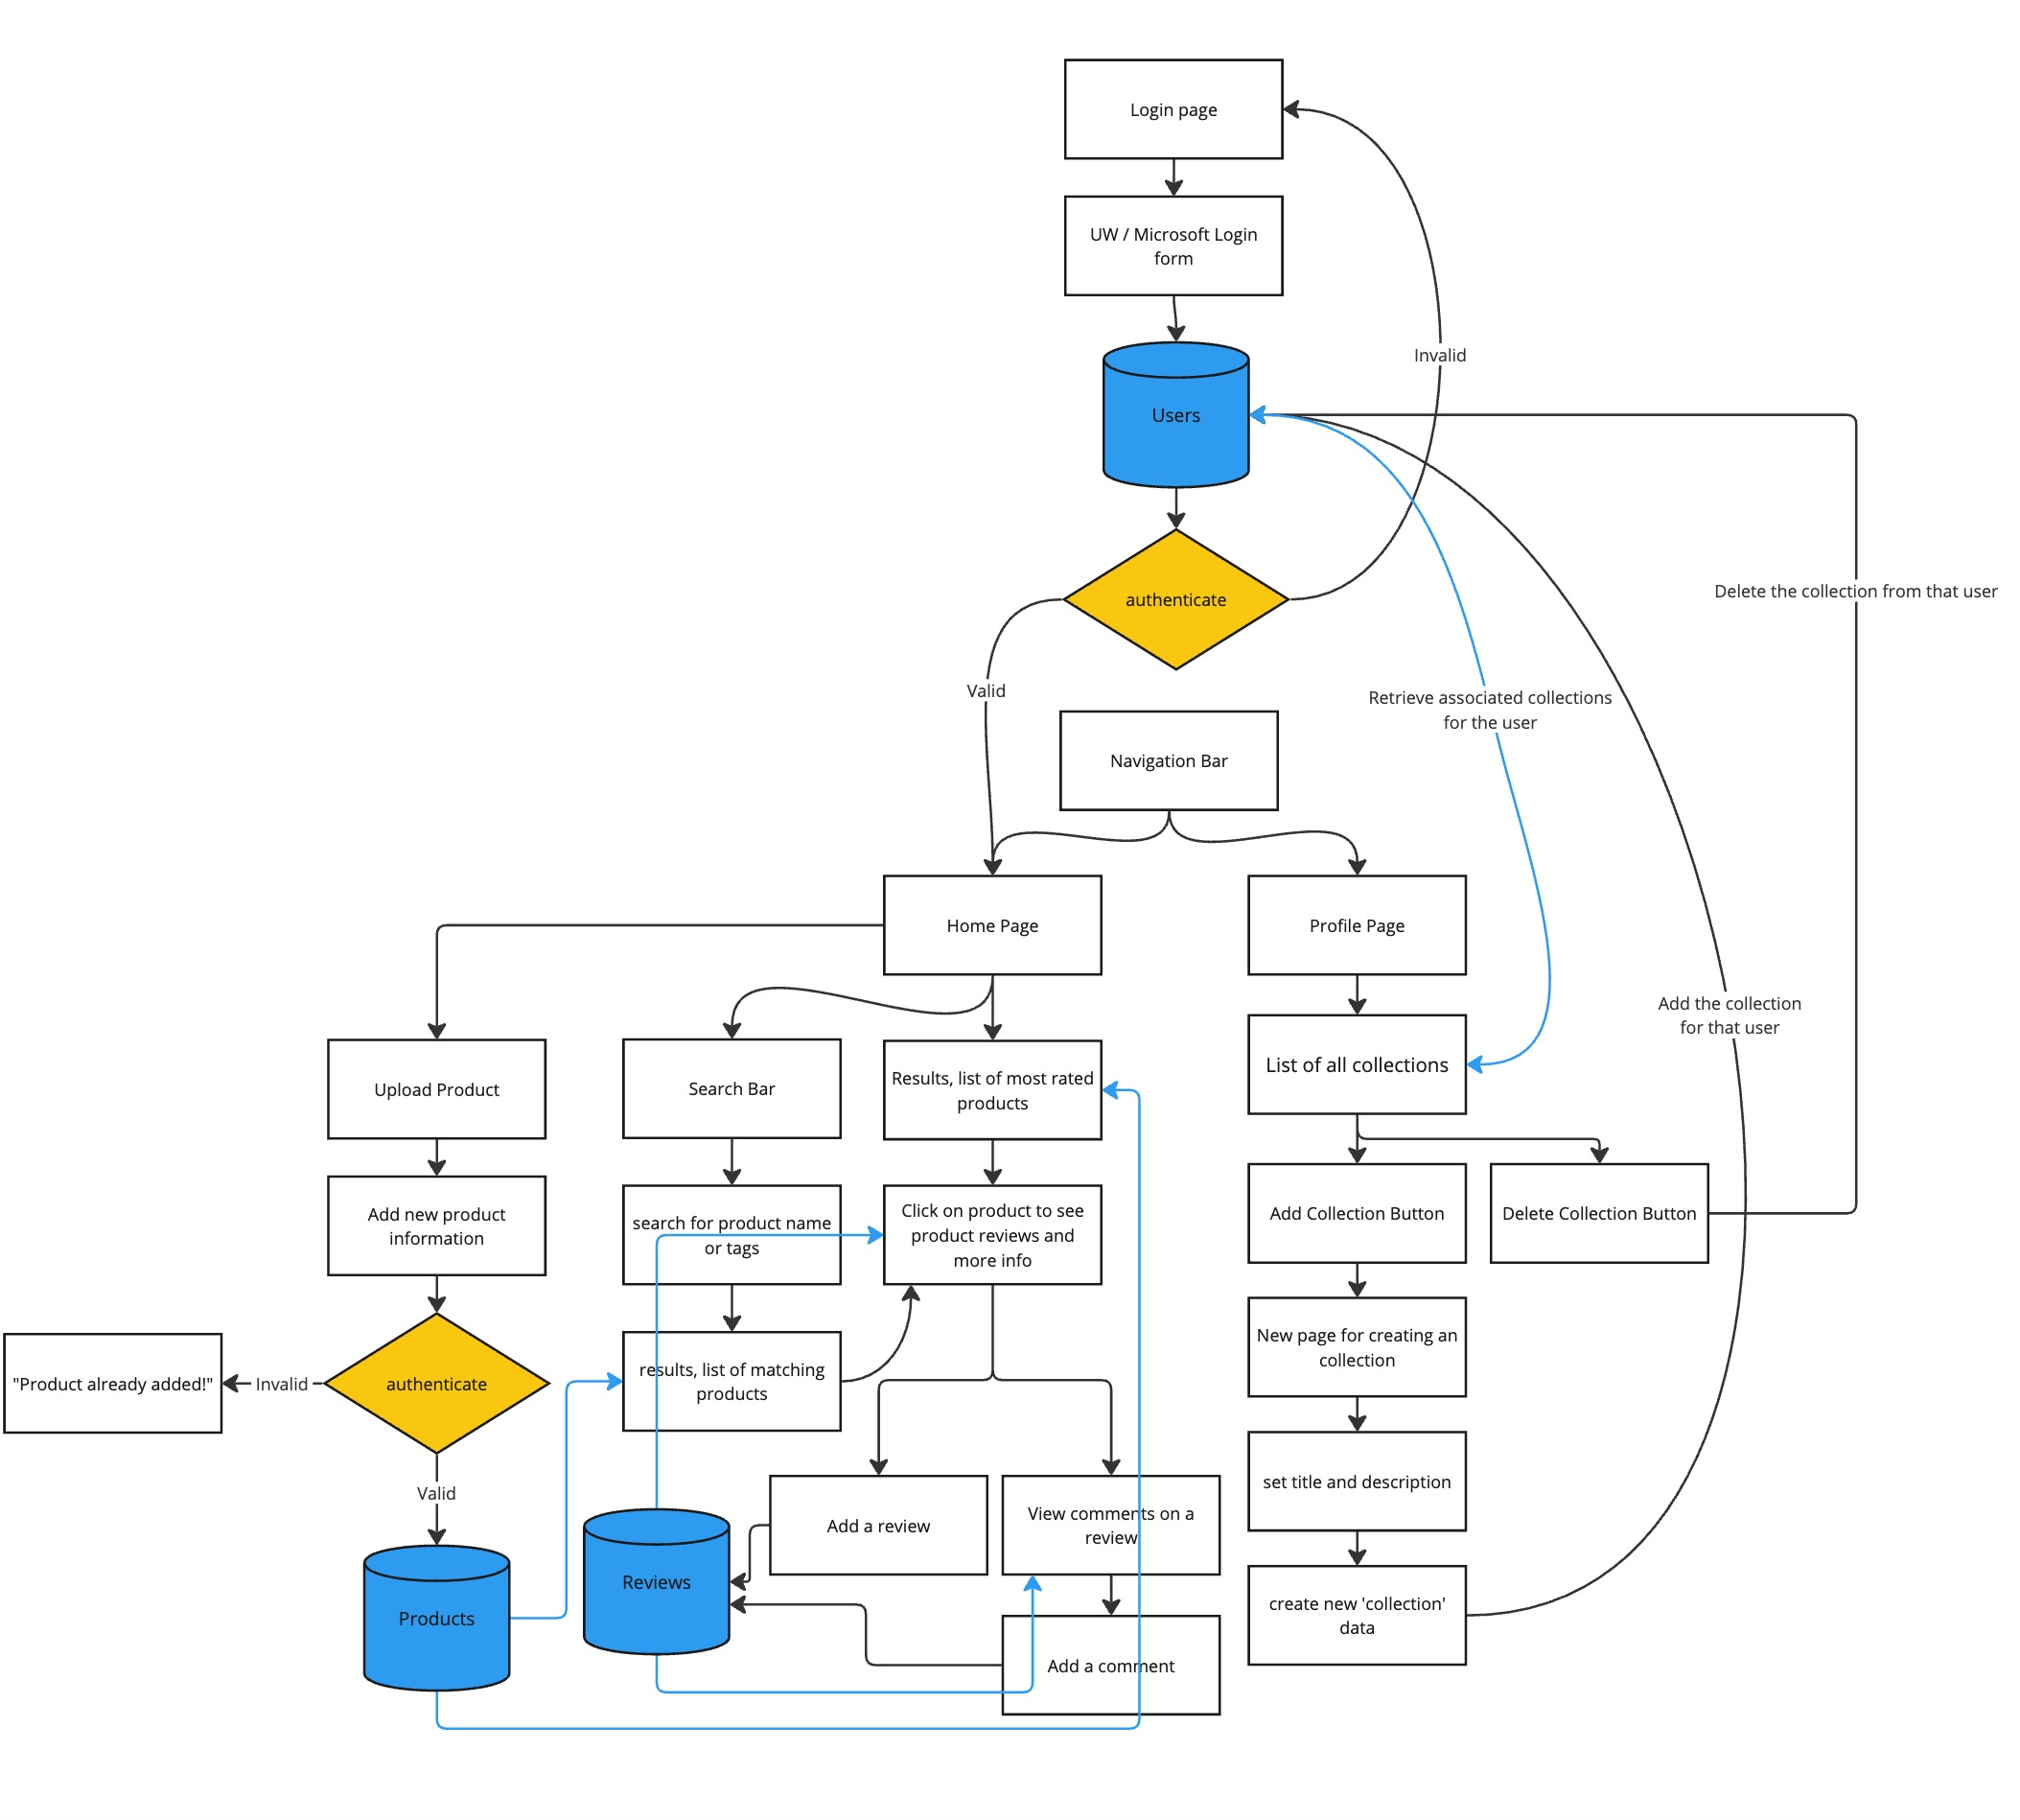 Login page
UW / Microsoft Login
form
Invalid
Users
Delete the collection from that user
authenticate
Valid
Retrieve associated collections
for the user
Navigation Bar
Home Page
Profile Page
Add the collection
for that user
Upload Product
Search Bar
Results, list of most rated
products
List of all collections
Add new product
information
search for product name
or tags
Click on product to see
product reviews and
more info
Add Collection Button
Delete Collection Button
"Product already added!"
Invalid
authenticate
results, list of matching
products
New page for creating an
collection
Valid
Add a review
View comments on a
review
set title and description
Products
Reviews
Add a comment
create new 'collection'
data